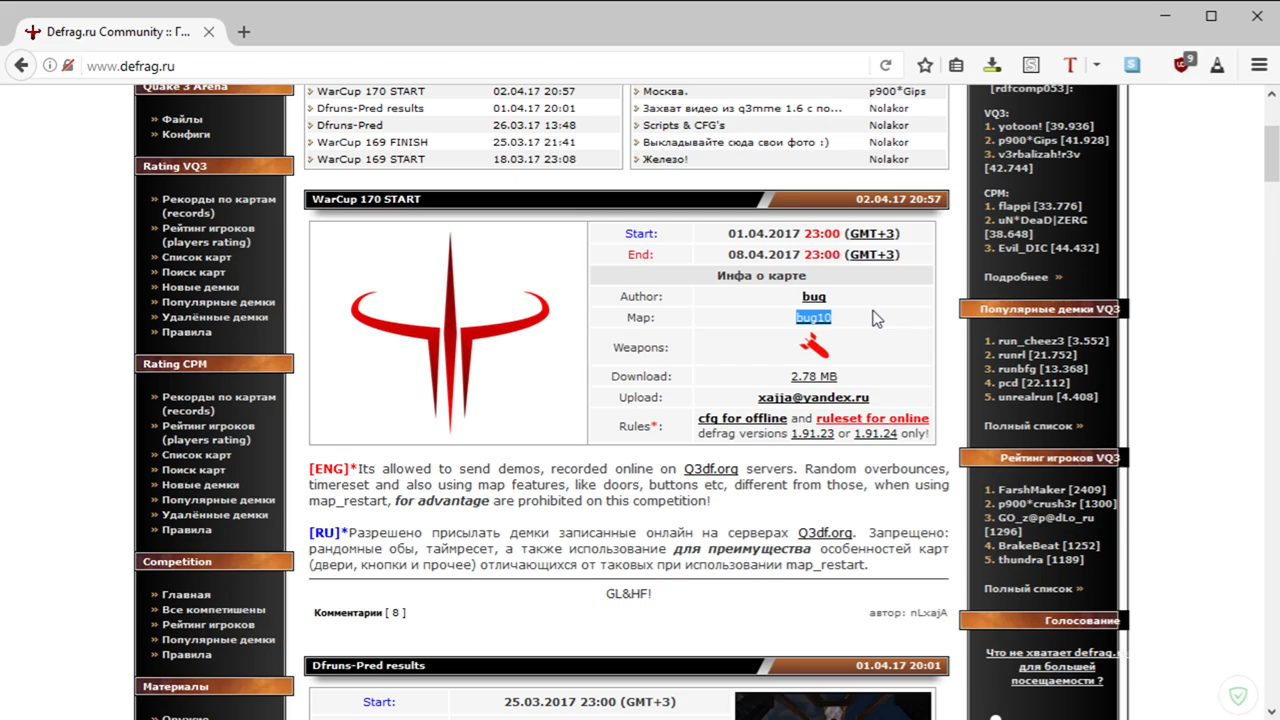 Defrag.ru Community :: Г...
www.defrag.ru
9
Quake 3 Arena
» Файлы
» Конфиги
Rating VQ3
» Рекорды по картам
(records)
» Рейтинг игроков
(players rating)
» Список карт
» Поиск карт
» Новые демки
» Популярные демки
» Удалённые демки
» Правила
Rating CPM
» Рекорды по картам
(records)
» Рейтинг игроков
(players rating)
» Список карт
» Поиск карт
» Новые демки
» Популярные демки
» Удалённые демки
» Правила
Competition
» Главная
» Все компетишены
» Рейтинг игроков
» Популярные демки
» Правила
Материалы
WarCup 170 START 02.04.17 20:57
Dfruns-Pred results 01.04.17 20:01
Dfruns-Pred 26.03.17 13:48
WarCup 169 FINISH 25.03.17 21:41
WarCup 169 START 18.03.17 23:08
Москва. p900*Gips
Захват видео из q3mme 1.6 с по... Nolakor
Scripts & CFG's Nolakor
Выкладывайте сюда свои фото :) Nolakor
Железо! Nolakor
WarCup 170 START 02.04.17 20:57
Start: 01.04.2017 23:00 (GMT+3)
End: 08.04.2017 23:00 (GMT+3)
Инфа о карте
Author: bug
Map: bug10
Weapons:
Download: 2.78 MB
Upload: xajja@yandex.ru
Rules*: cfg for offline and ruleset for online
defrag versions 1.91.23 or 1.91.24 only!
[ENG]*Its allowed to send demos, recorded online on Q3df.org servers. Random overbounces,
timereset and also using map features, like doors, buttons etc, different from those, when using
map_restart, for advantage are prohibited on this competition!
[RU]*Разрешено присылать демки записанные онлайн на серверах Q3df.org. Запрещено:
рандомные обы, таймресет, а также использование для преимущества особенностей карт
(двери, кнопки и прочее) отличающихся от таковых при использовании map_restart.
GL&HF!
Комментарии [ 8 ] автор: nLxajA
Dfruns-Pred results 01.04.17 20:01
Start: 25.03.2017 23:00 (GMT+3)
[rdfcomp053]:
VQ3:
1. yotoon! [39.936]
2. p900*Gips [41.928]
3. v3rbalizah!r3v
[42.744]
CPM:
1. flappi [33.776]
2. uN*DeaD|ZERG
[38.648]
3. Evil_DIC [44.432]
Подробнее »
Популярные демки VQ3
1. run_cheez3 [3.552]
2. runrl [21.752]
3. runbfg [13.368]
4. pcd [22.112]
5. unrealrun [4.408]
Полный список »
Рейтинг игроков VQ3
1. FarshMaker [2409]
2. p900*crush3r [1300]
3. GO_z@p@dLo_ru
[1296]
4. BrakeBeat [1252]
5. thundra [1189]
Полный список »
Голосование
Что не хватает defrag.r
для большей
посещаемости ?